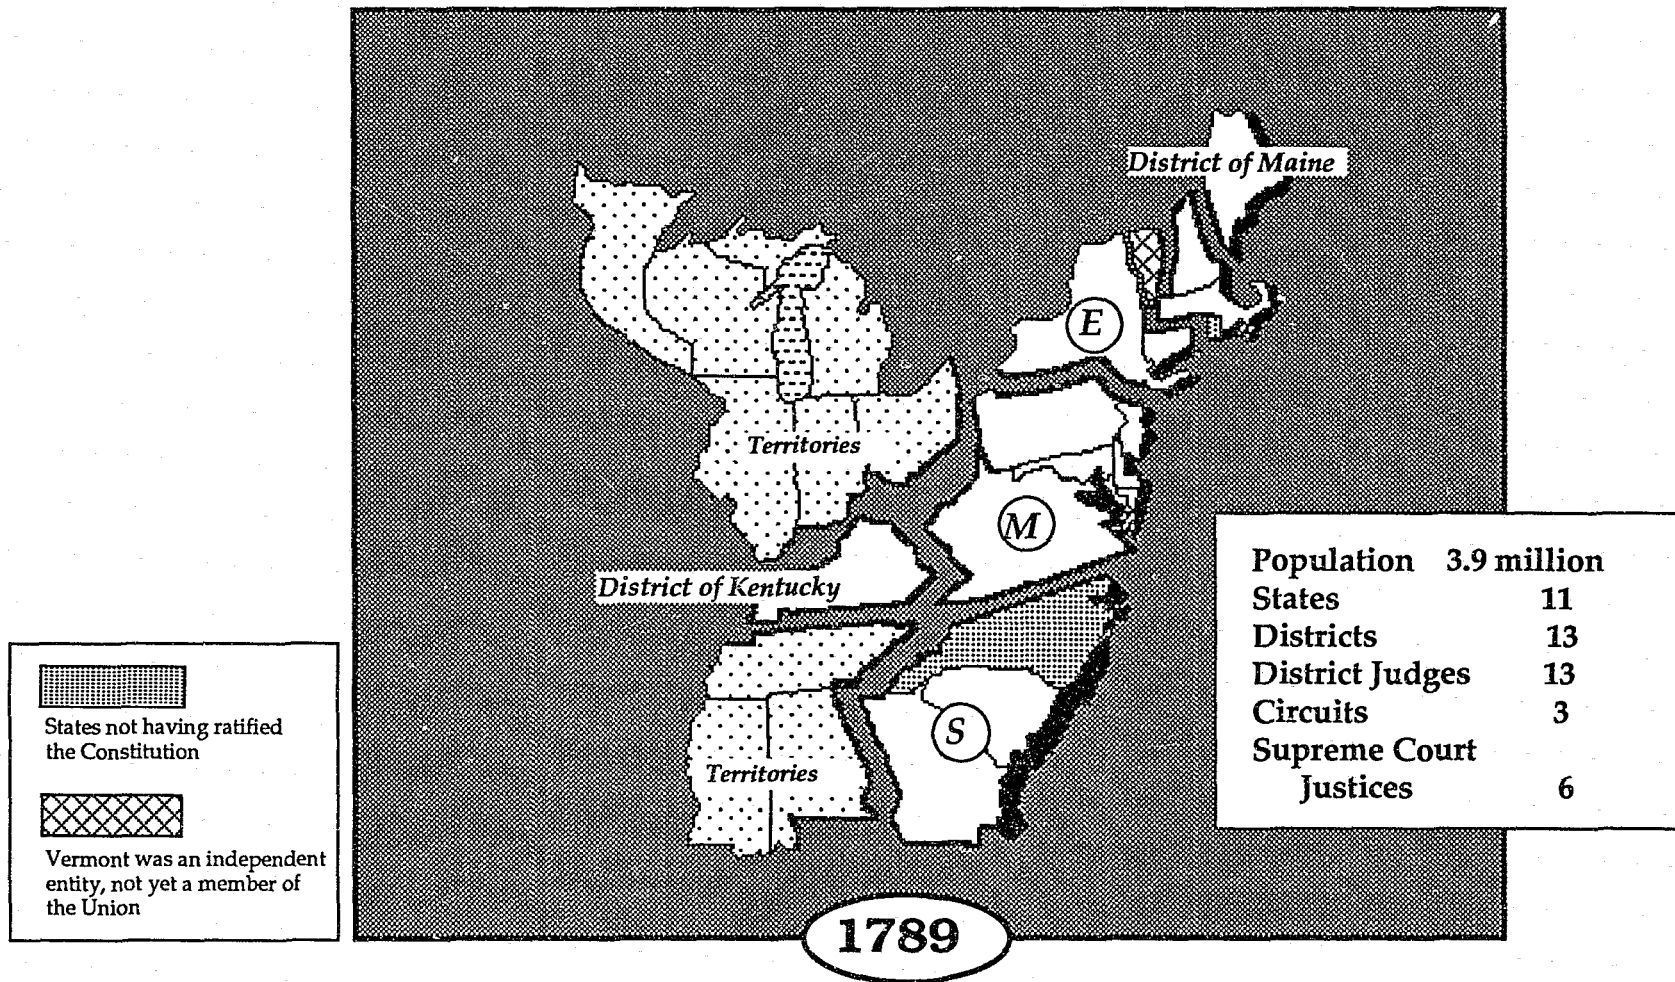 District of Maine
E
Territories
M
District of Kentucky
S
Territories
Population 3.9 million
States 11
Districts 13
District Judges 13
Circuits 3
Supreme Court
Justices 6
States not having ratified
the Constitution
Vermont was an independent
entity, not yet a member of
the Union
1789